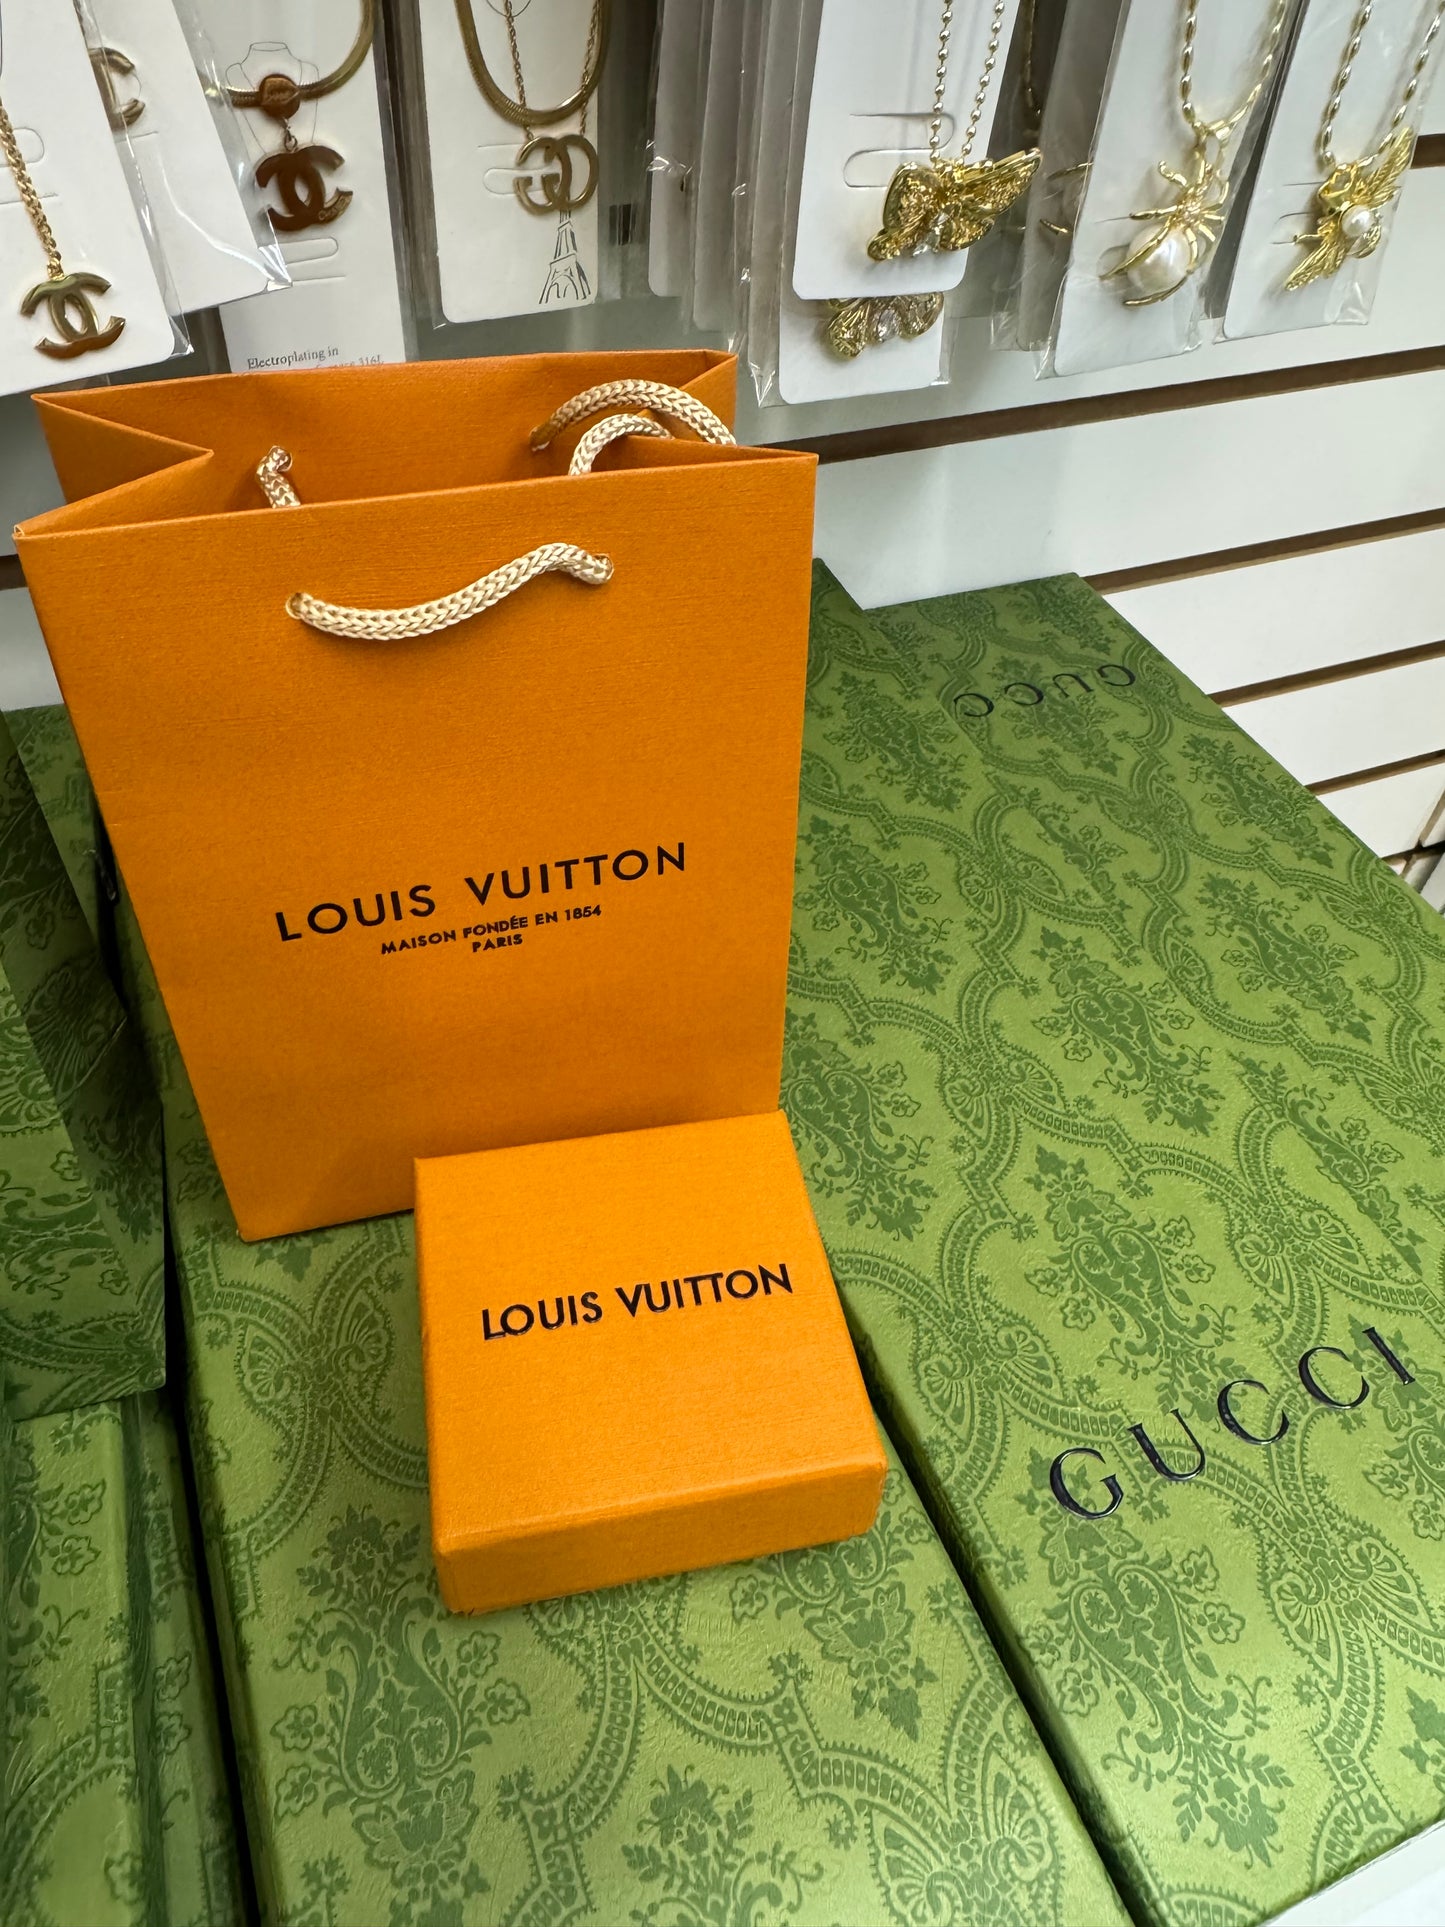 Electroplating in
LOUIS VUITTON
MAISON FONDÉE EN 1854
PARIS
LOUIS VUITTON
GUCCI
GUCCI